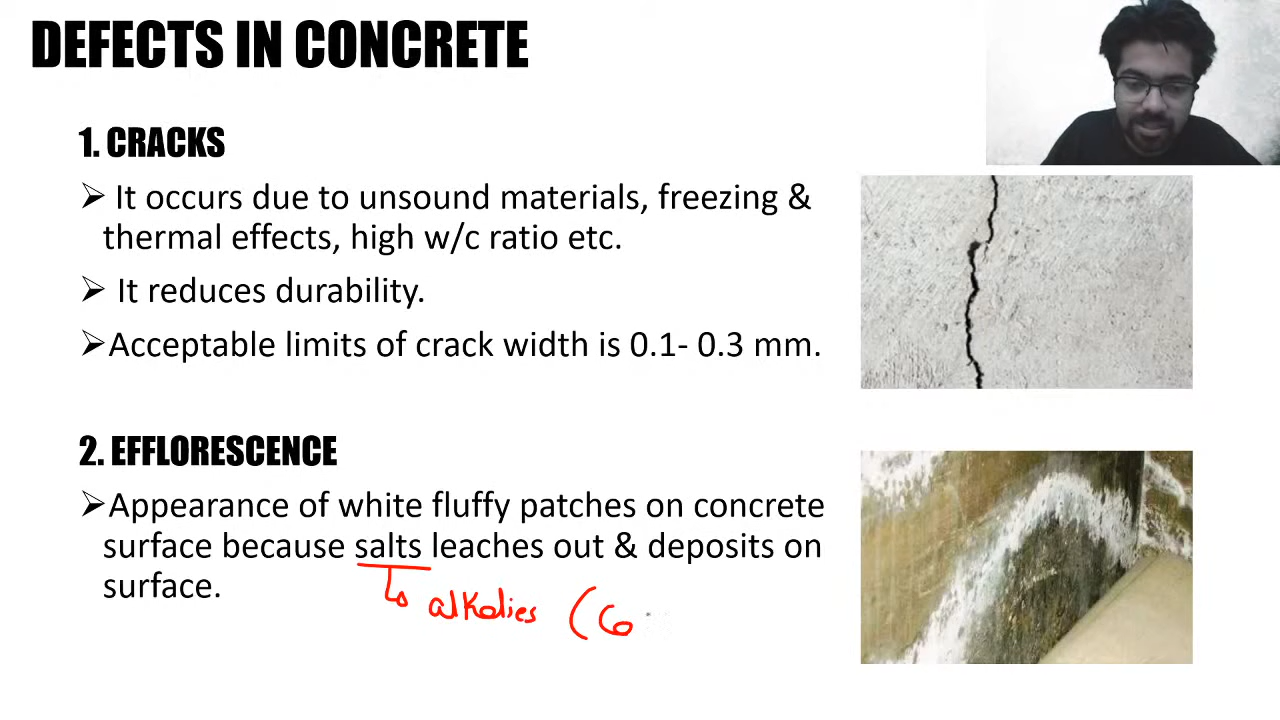 DEFECTS IN CONCRETE
1. CRACKS
➢ It occurs due to unsound materials, freezing &
thermal effects, high w/c ratio etc.
➢ It reduces durability.
➢Acceptable limits of crack width is 0.1- 0.3 mm.
2. EFFLORESCENCE
➢Appearance of white fluffy patches on concrete
surface because salts leaches out & deposits on
surface.
alkalies (